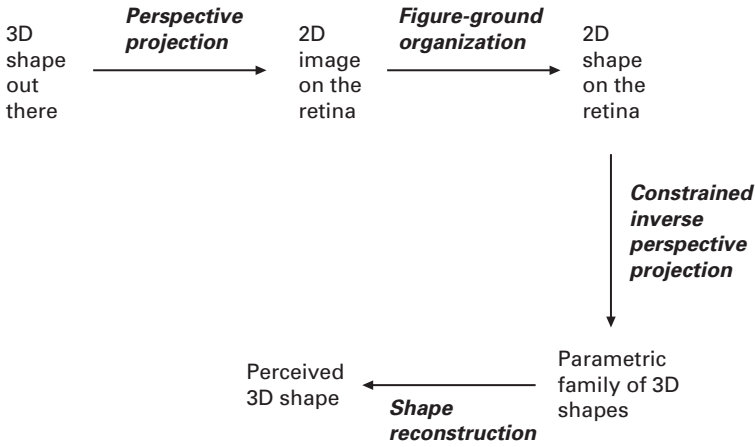 3D
shape
out
there
Perspective
projection
2D
image
on the
retina
Figure-ground
organization
2D
shape
on the
retina
Constrained
inverse
perspective
projection
Parametric
family of 3D
shapes
Shape
reconstruction
Perceived
3D shape